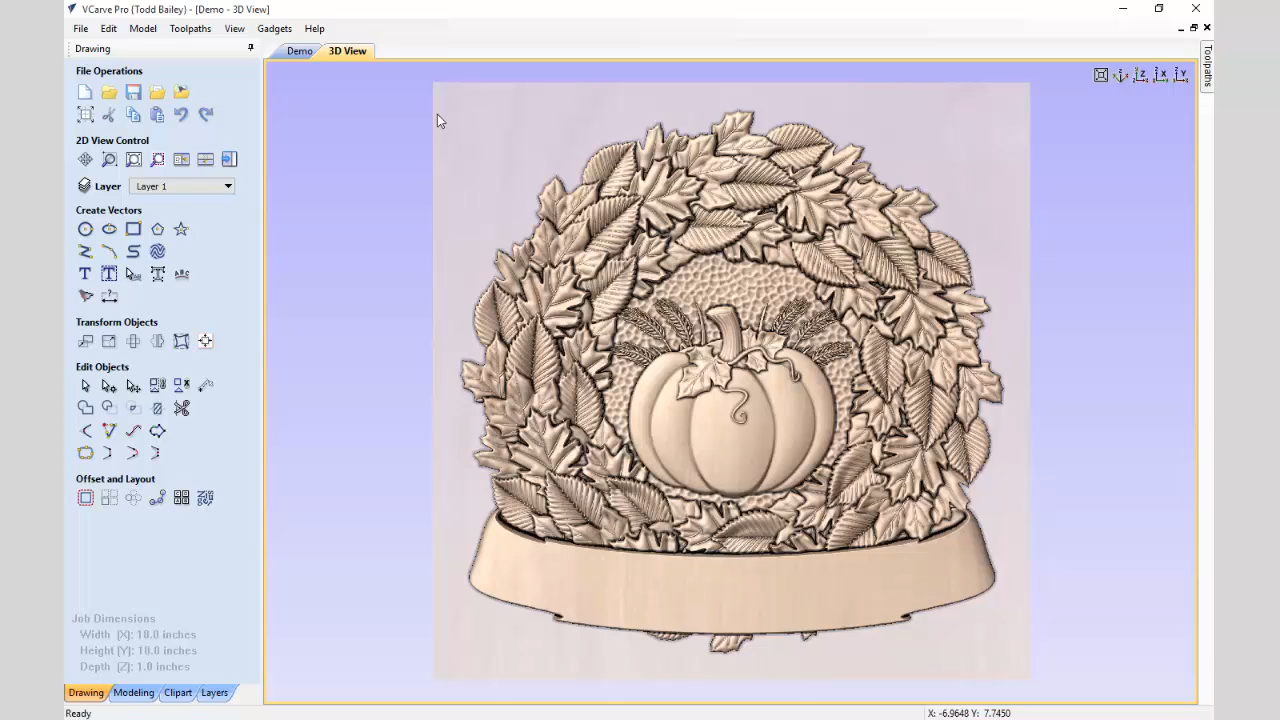 VCarve Pro (Todd Bailey) - [Demo - 3D View]
File Edit Model Toolpaths View Gadgets Help
Drawing
Demo 3D View
Toolpaths
File Operations
2D View Control
Layer Layer 1
Create Vectors
Transform Objects
Edit Objects
Offset and Layout
Job Dimensions
Width (X): 18.0 inches
Height (Y): 18.0 inches
Depth (Z): 1.0 inches
Drawing Modeling Clipart Layers
Ready
X: -6.9648 Y: 7.7450